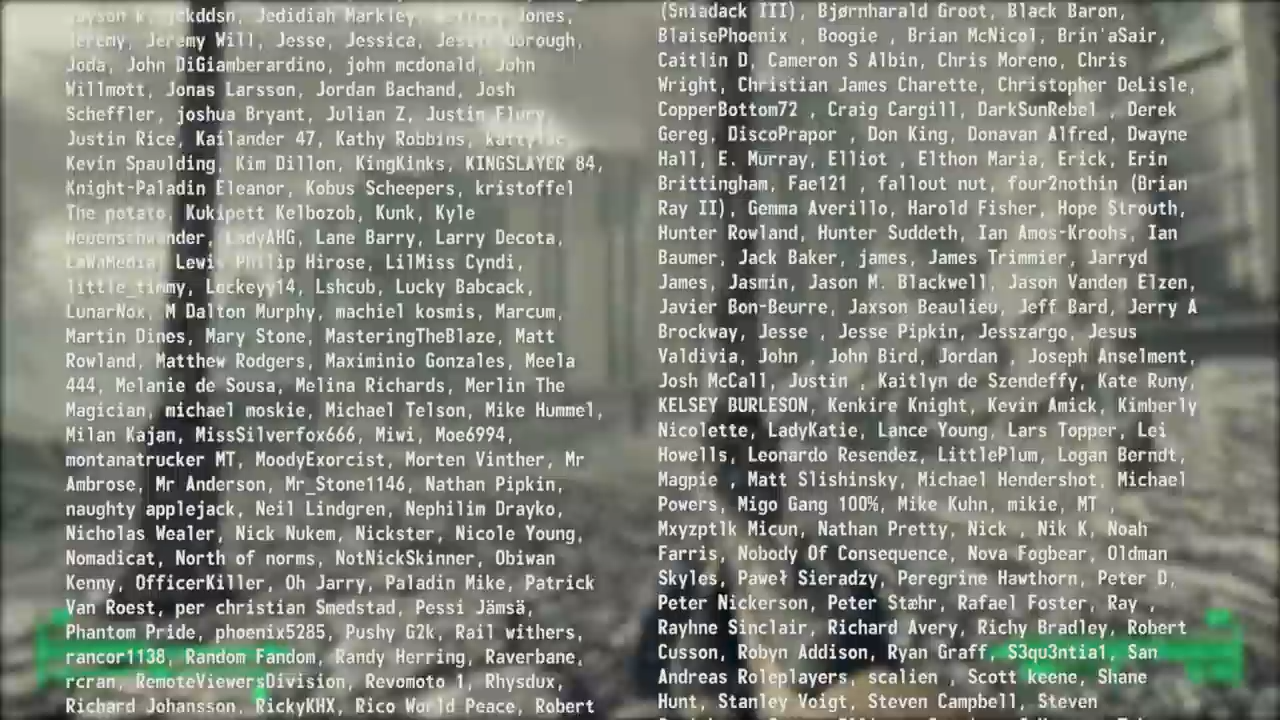 Jedidiah Markley, Jeffrey Jones,
Jeremy, Jeremy Will, Jesse, Jessica,
Joda, John DiGiamberardino, john mcdonald, John
Willmott, Jonas Larsson, Jordan Bachand, Josh
Scheffler, joshua Bryant, Julian Z, Justin Flury,
Justin Rice, Kailander 47, Kathy Robbins,
Kevin Spaulding, Kim Dillon, KingKinks, KINGSLAYER 84,
Knight-Paladin Eleanor, Kobus Scheepers, kristoffel
The potato, Kukipett Kelbozob, Kunk, Kyle
Neuenschwander, LadyAHG, Lane Barry, Larry Decota,
LaWaMedia, Lewis Philip Hirose, LilMiss Cyndi,
little_timmy, Lockeyy14, Lshcub, Lucky Babcack,
LunarNox, M Dalton Murphy, machiel kosmis, Marcum,
Martin Dines, Mary Stone, MasteringTheBlaze, Matt
Rowland, Matthew Rodgers, Maximinio Gonzales, Meela
444, Melanie de Sousa, Melina Richards, Merlin The
Magician, michael moskie, Michael Telson, Mike Hummel,
Milan Kajan, MissSilverfox666, Miwi, Moe6994,
montanatrucker MT, MoodyExorcist, Morten Vinther, Mr
Ambrose, Mr Anderson, Mr_Stone1146, Nathan Pipkin,
naughty applejack, Neil Lindgren, Nephilim Drayko,
Nicholas Wealer, Nick Nukem, Nickster, Nicole Young,
Nomadicat, North of norms, NotNickSkinner, Obiwan
Kenny, OfficerKiller, Oh Jarry, Paladin Mike, Patrick
Van Roest, per christian Smedstad, Pessi Jämsä,
Phantom Pride, phoenix5285, Pushy G2k, Rail withers,
rancor1138, Random Fandom, Randy Herring, Raverbane,
rcran, RemoteViewersDivision, Revomoto 1, Rhysdux,
Richard Johansson, RickyKHX, Rico World Peace, Robert
(Sniadack III), Bjørnharald Groot, Black Baron,
BlaisePhoenix , Boogie , Brian McNicol, Brin'aSair,
Caitlin D, Cameron S Albin, Chris Moreno, Chris
Wright, Christian James Charette, Christopher DeLisle,
CopperBottom72 , Craig Cargill, DarkSunRebel , Derek
Gereg, DiscoPrapor , Don King, Donavan Alfred, Dwayne
Hall, E. Murray, Elliot , Elthon Maria, Erick, Erin
Brittingham, Fae121 , fallout nut, four2nothin (Brian
Ray II), Gemma Averillo, Harold Fisher, Hope Strouth,
Hunter Rowland, Hunter Suddeth, Ian Amos-Kroohs, Ian
Baumer, Jack Baker, james, James Trimmier, Jarryd
James, Jasmin, Jason M. Blackwell, Jason Vanden Elzen,
Javier Bon-Beurre, Jaxson Beaulieu, Jeff Bard, Jerry A
Brockway, Jesse , Jesse Pipkin, Jesszargo, Jesus
Valdivia, John , John Bird, Jordan , Joseph Anselment,
Josh McCall, Justin , Kaitlyn de Szendeffy, Kate Runy,
KELSEY BURLESON, Kenkire Knight, Kevin Amick, Kimberly
Nicolette, LadyKatie, Lance Young, Lars Topper, Lei
Howells, Leonardo Resendez, LittlePlum, Logan Berndt,
Magpie , Matt Slishinsky, Michael Hendershot, Michael
Powers, Migo Gang 100%, Mike Kuhn, mikie, MT ,
Mxyzptlk Micun, Nathan Pretty, Nick , Nik K, Noah
Farris, Nobody Of Consequence, Nova Fogbear, Oldman
Skyles, Paweł Sieradzy, Peregrine Hawthorn, Peter D,
Peter Nickerson, Peter Stæhr, Rafael Foster, Ray ,
Rayhne Sinclair, Richard Avery, Richy Bradley, Robert
Cusson, Robyn Addison, Ryan Graff, S3qu3ntia1, San
Andreas Roleplayers, scalien , Scott keene, Shane
Hunt, Stanley Voigt, Steven Campbell, Steven